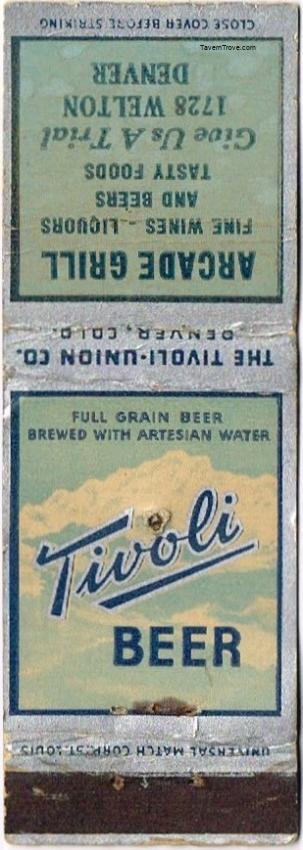 TavernTrove.com
CLOSE COVER BEFORE STRIKING
ARCADE GRILL
FINE WINES - LIQUORS
AND BEERS
TASTY FOODS
Give Us A Trial
1728 WELTON
DENVER
THE TIVOLI-UNION CO.
DENVER, COLO.
FULL GRAIN BEER
BREWED WITH ARTESIAN WATER
Tivoli
BEER
UNIVERSAL MATCH CORP. ST. LOUIS